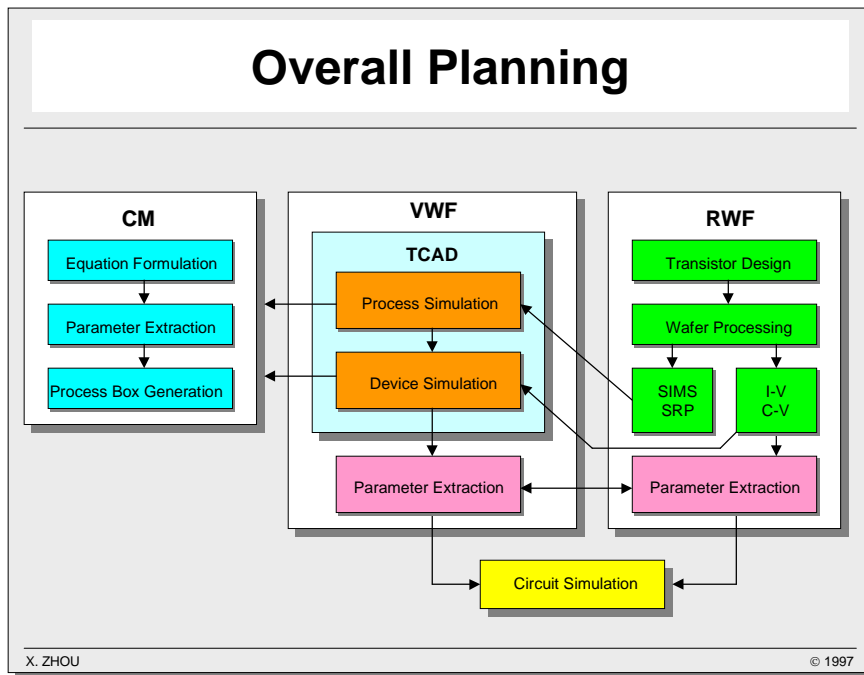 Overall Planning
CM
Equation Formulation
Parameter Extraction
Process Box Generation
VWF
TCAD
Process Simulation
Device Simulation
Parameter Extraction
RWF
Transistor Design
Wafer Processing
SIMS
SRP
I-V
C-V
Parameter Extraction
Circuit Simulation
X. ZHOU
© 1997